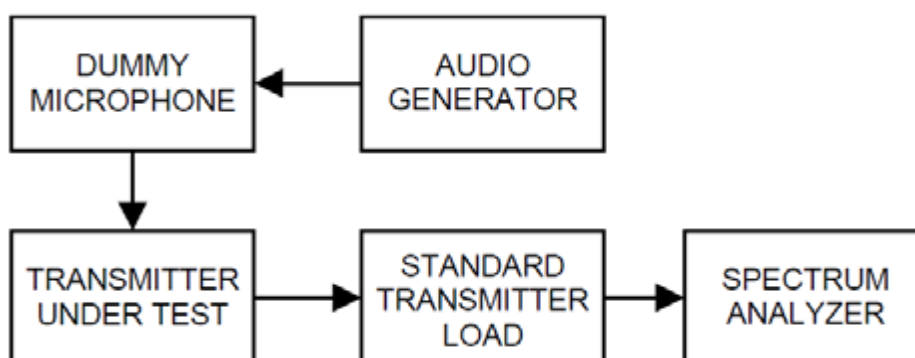 DUMMY
MICROPHONE
AUDIO
GENERATOR
TRANSMITTER
UNDER TEST
STANDARD
TRANSMITTER
LOAD
SPECTRUM
ANALYZER